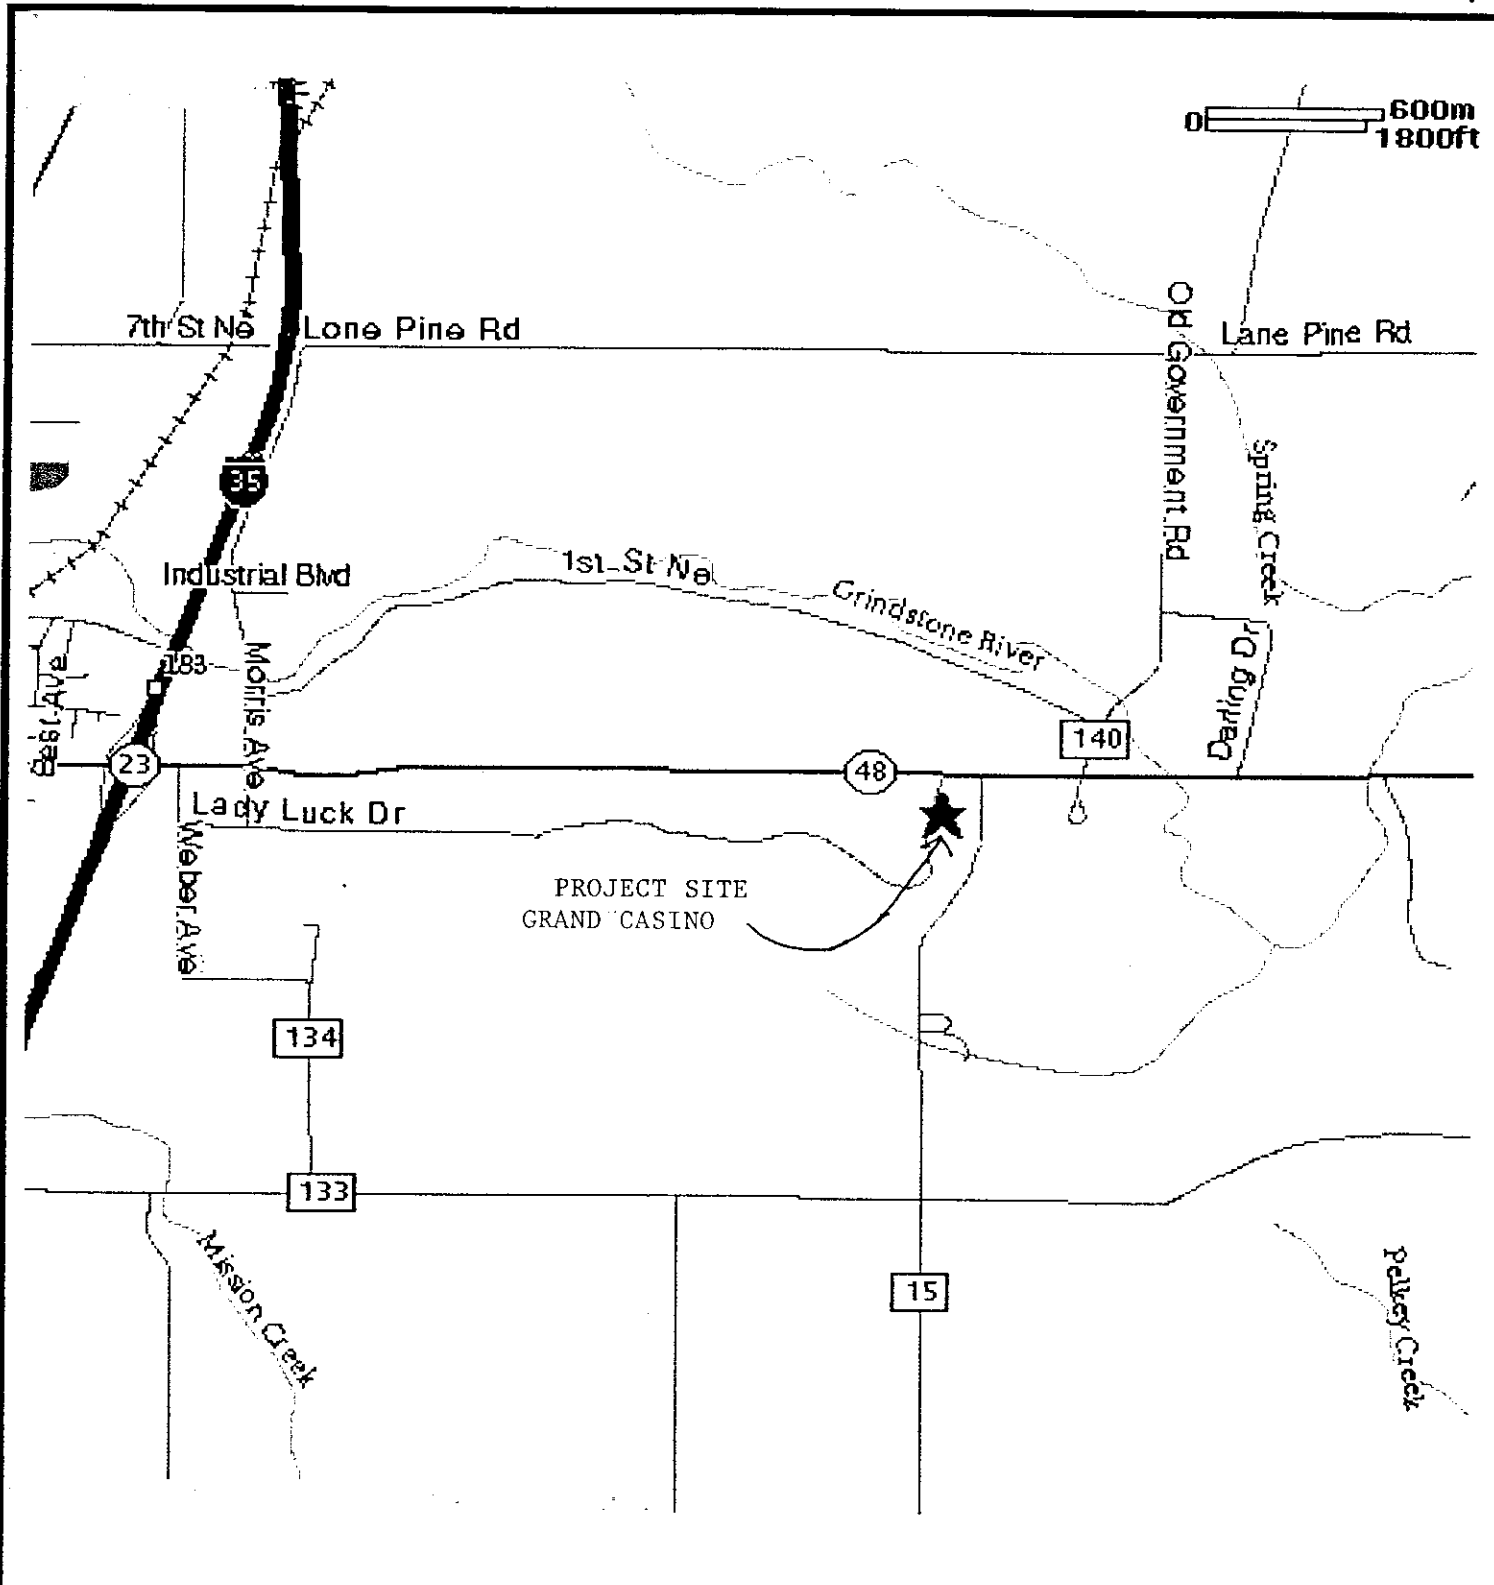 600m
0
1800ft
7th St Ne
Lone Pine Rd
Lane Pine Rd
Old Government Rd
Spring Creek
35
Industrial Blvd
1st St Ne
Grindstone River
183
Morris Ave
Darling Dr
140
23
48
Lady Luck Dr
Weber Ave
PROJECT SITE
GRAND CASINO
134
133
Mission Creek
15
Pelkey Creek